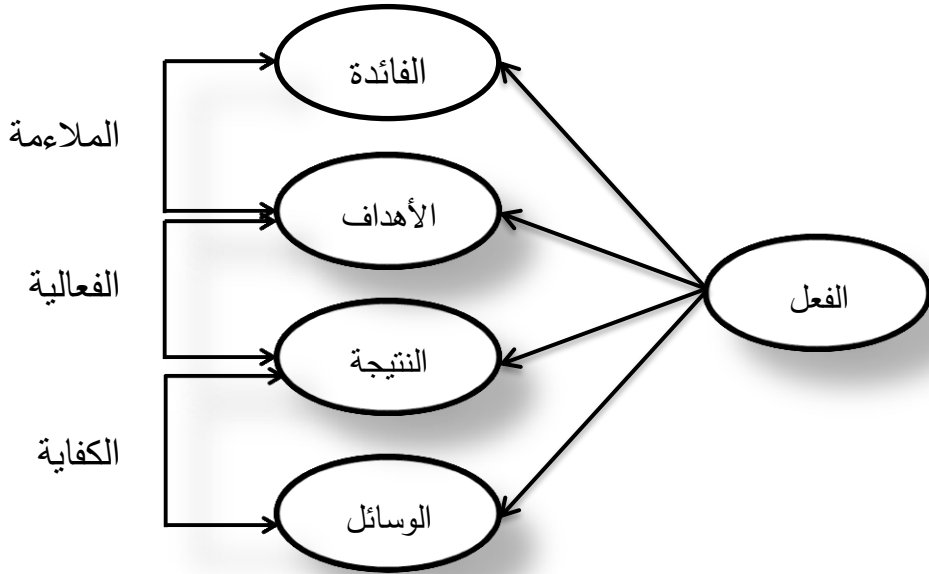 الفائدة
الملاءمة
الأهداف
الفعالية
الفعل
النتيجة
الكفاية
الوسائل